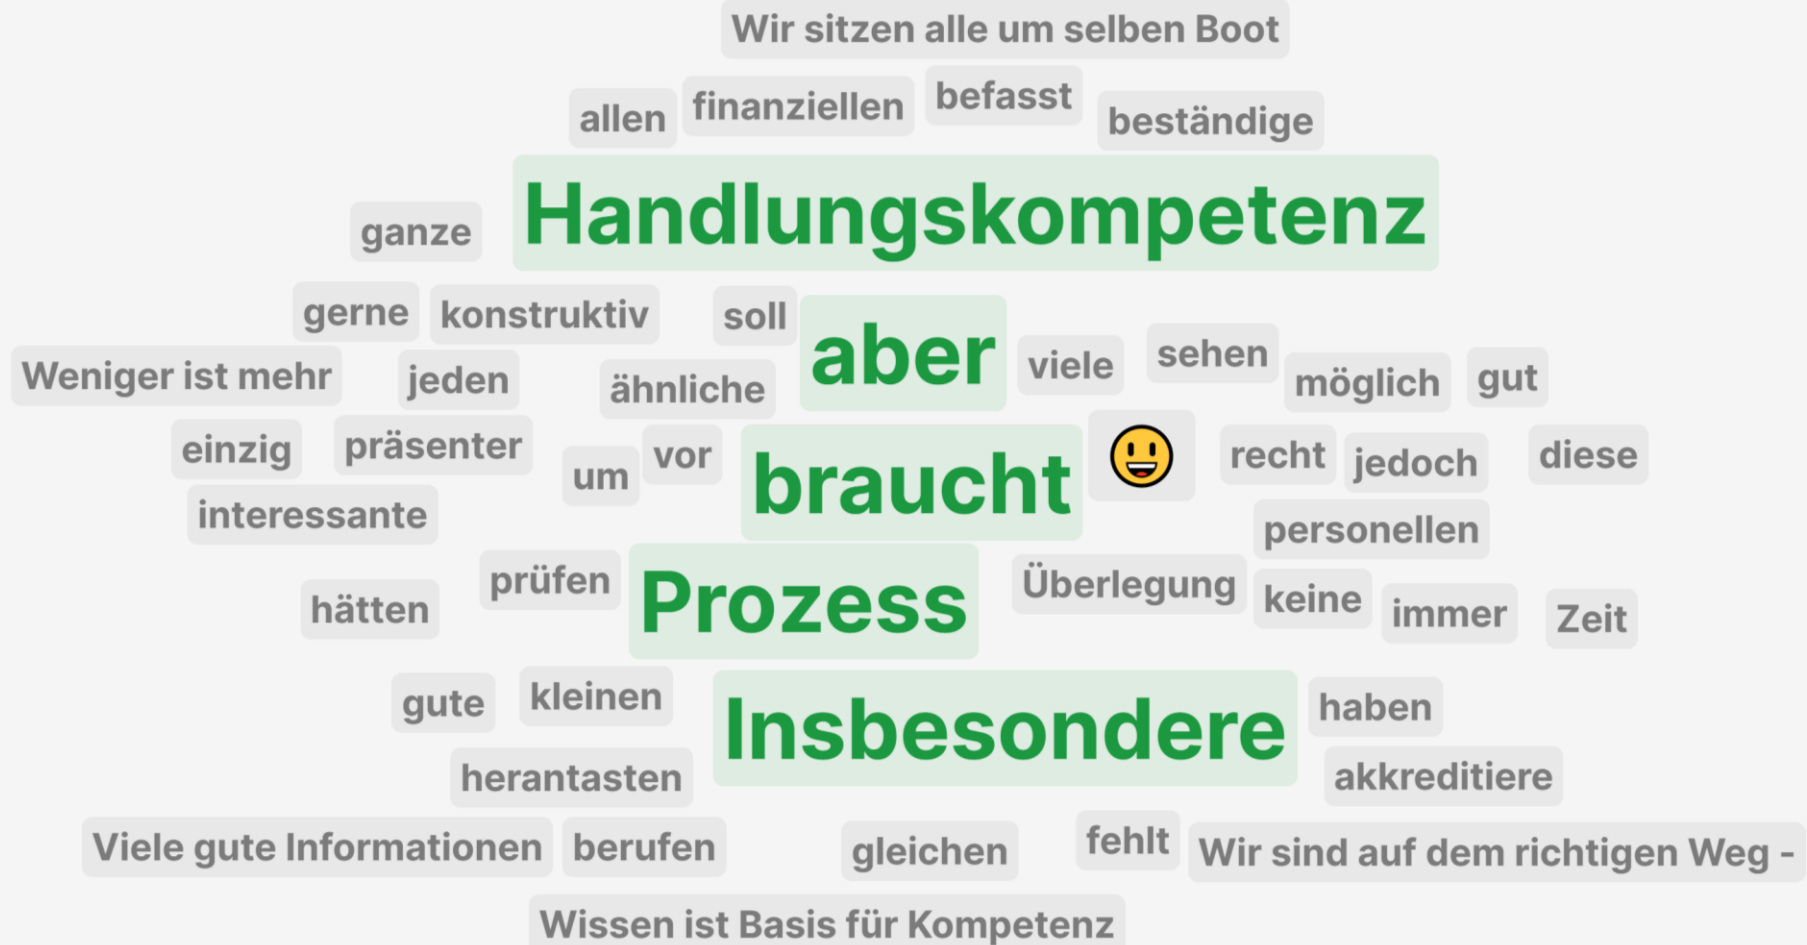 Wir sitzen alle um selben Boot
allen finanziellen befasst beständige
ganze Handlungskompetenz
gerne konstruktiv soll aber viele sehen
Weniger ist mehr jeden ähnliche möglich gut
einzig präsenter um vor braucht 😃 recht jedoch diese
interessante personellen
hätten prüfen Prozess Überlegung keine immer Zeit
gute kleinen Insbesondere haben
herantasten akkreditiere
Viele gute Informationen berufen gleichen fehlt Wir sind auf dem richtigen Weg -
Wissen ist Basis für Kompetenz